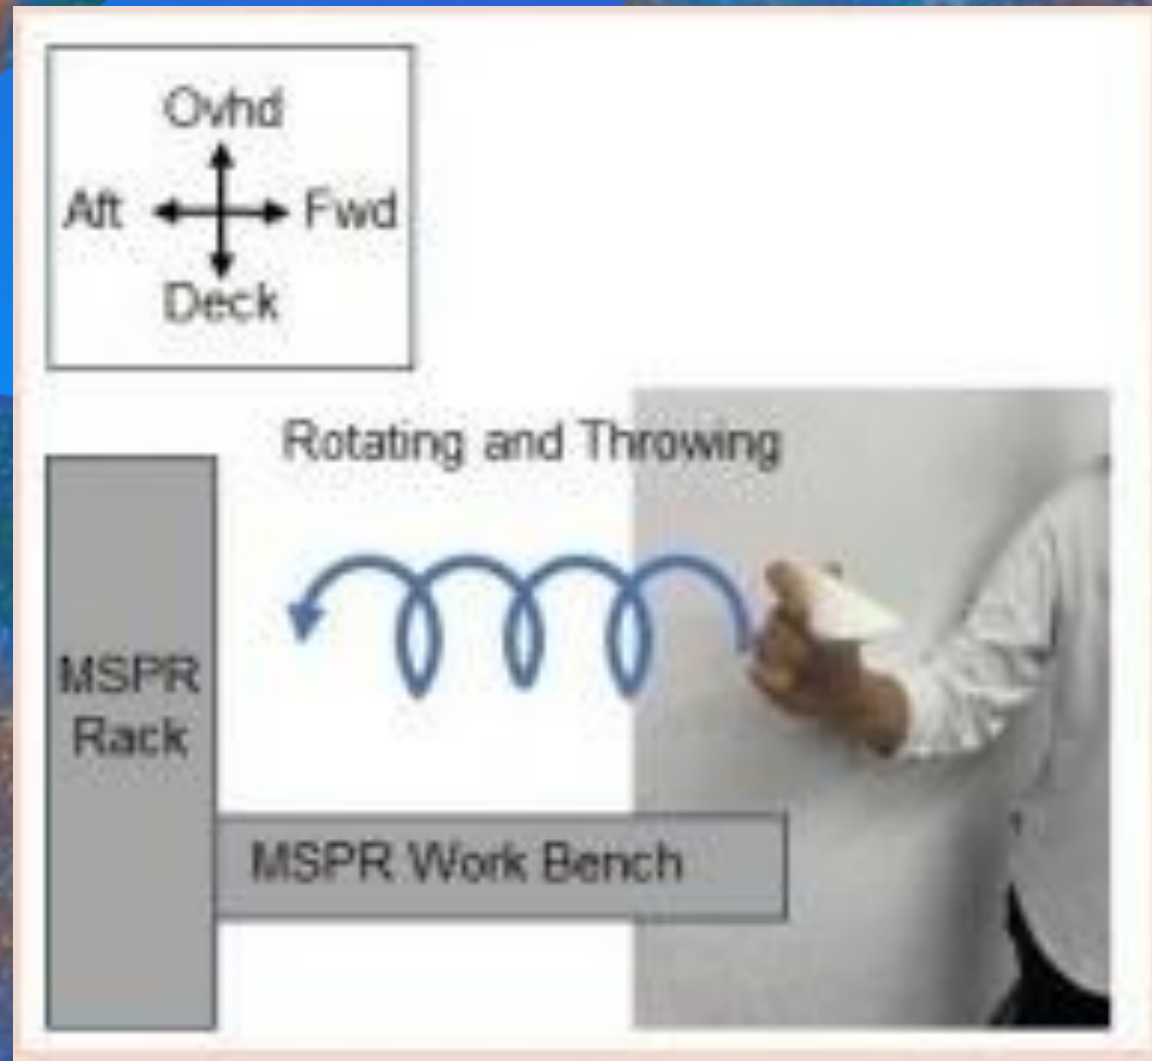 Ovhd
Aft Fwd
Deck
Rotating and Throwing
MSPR
Rack
MSPR Work Bench